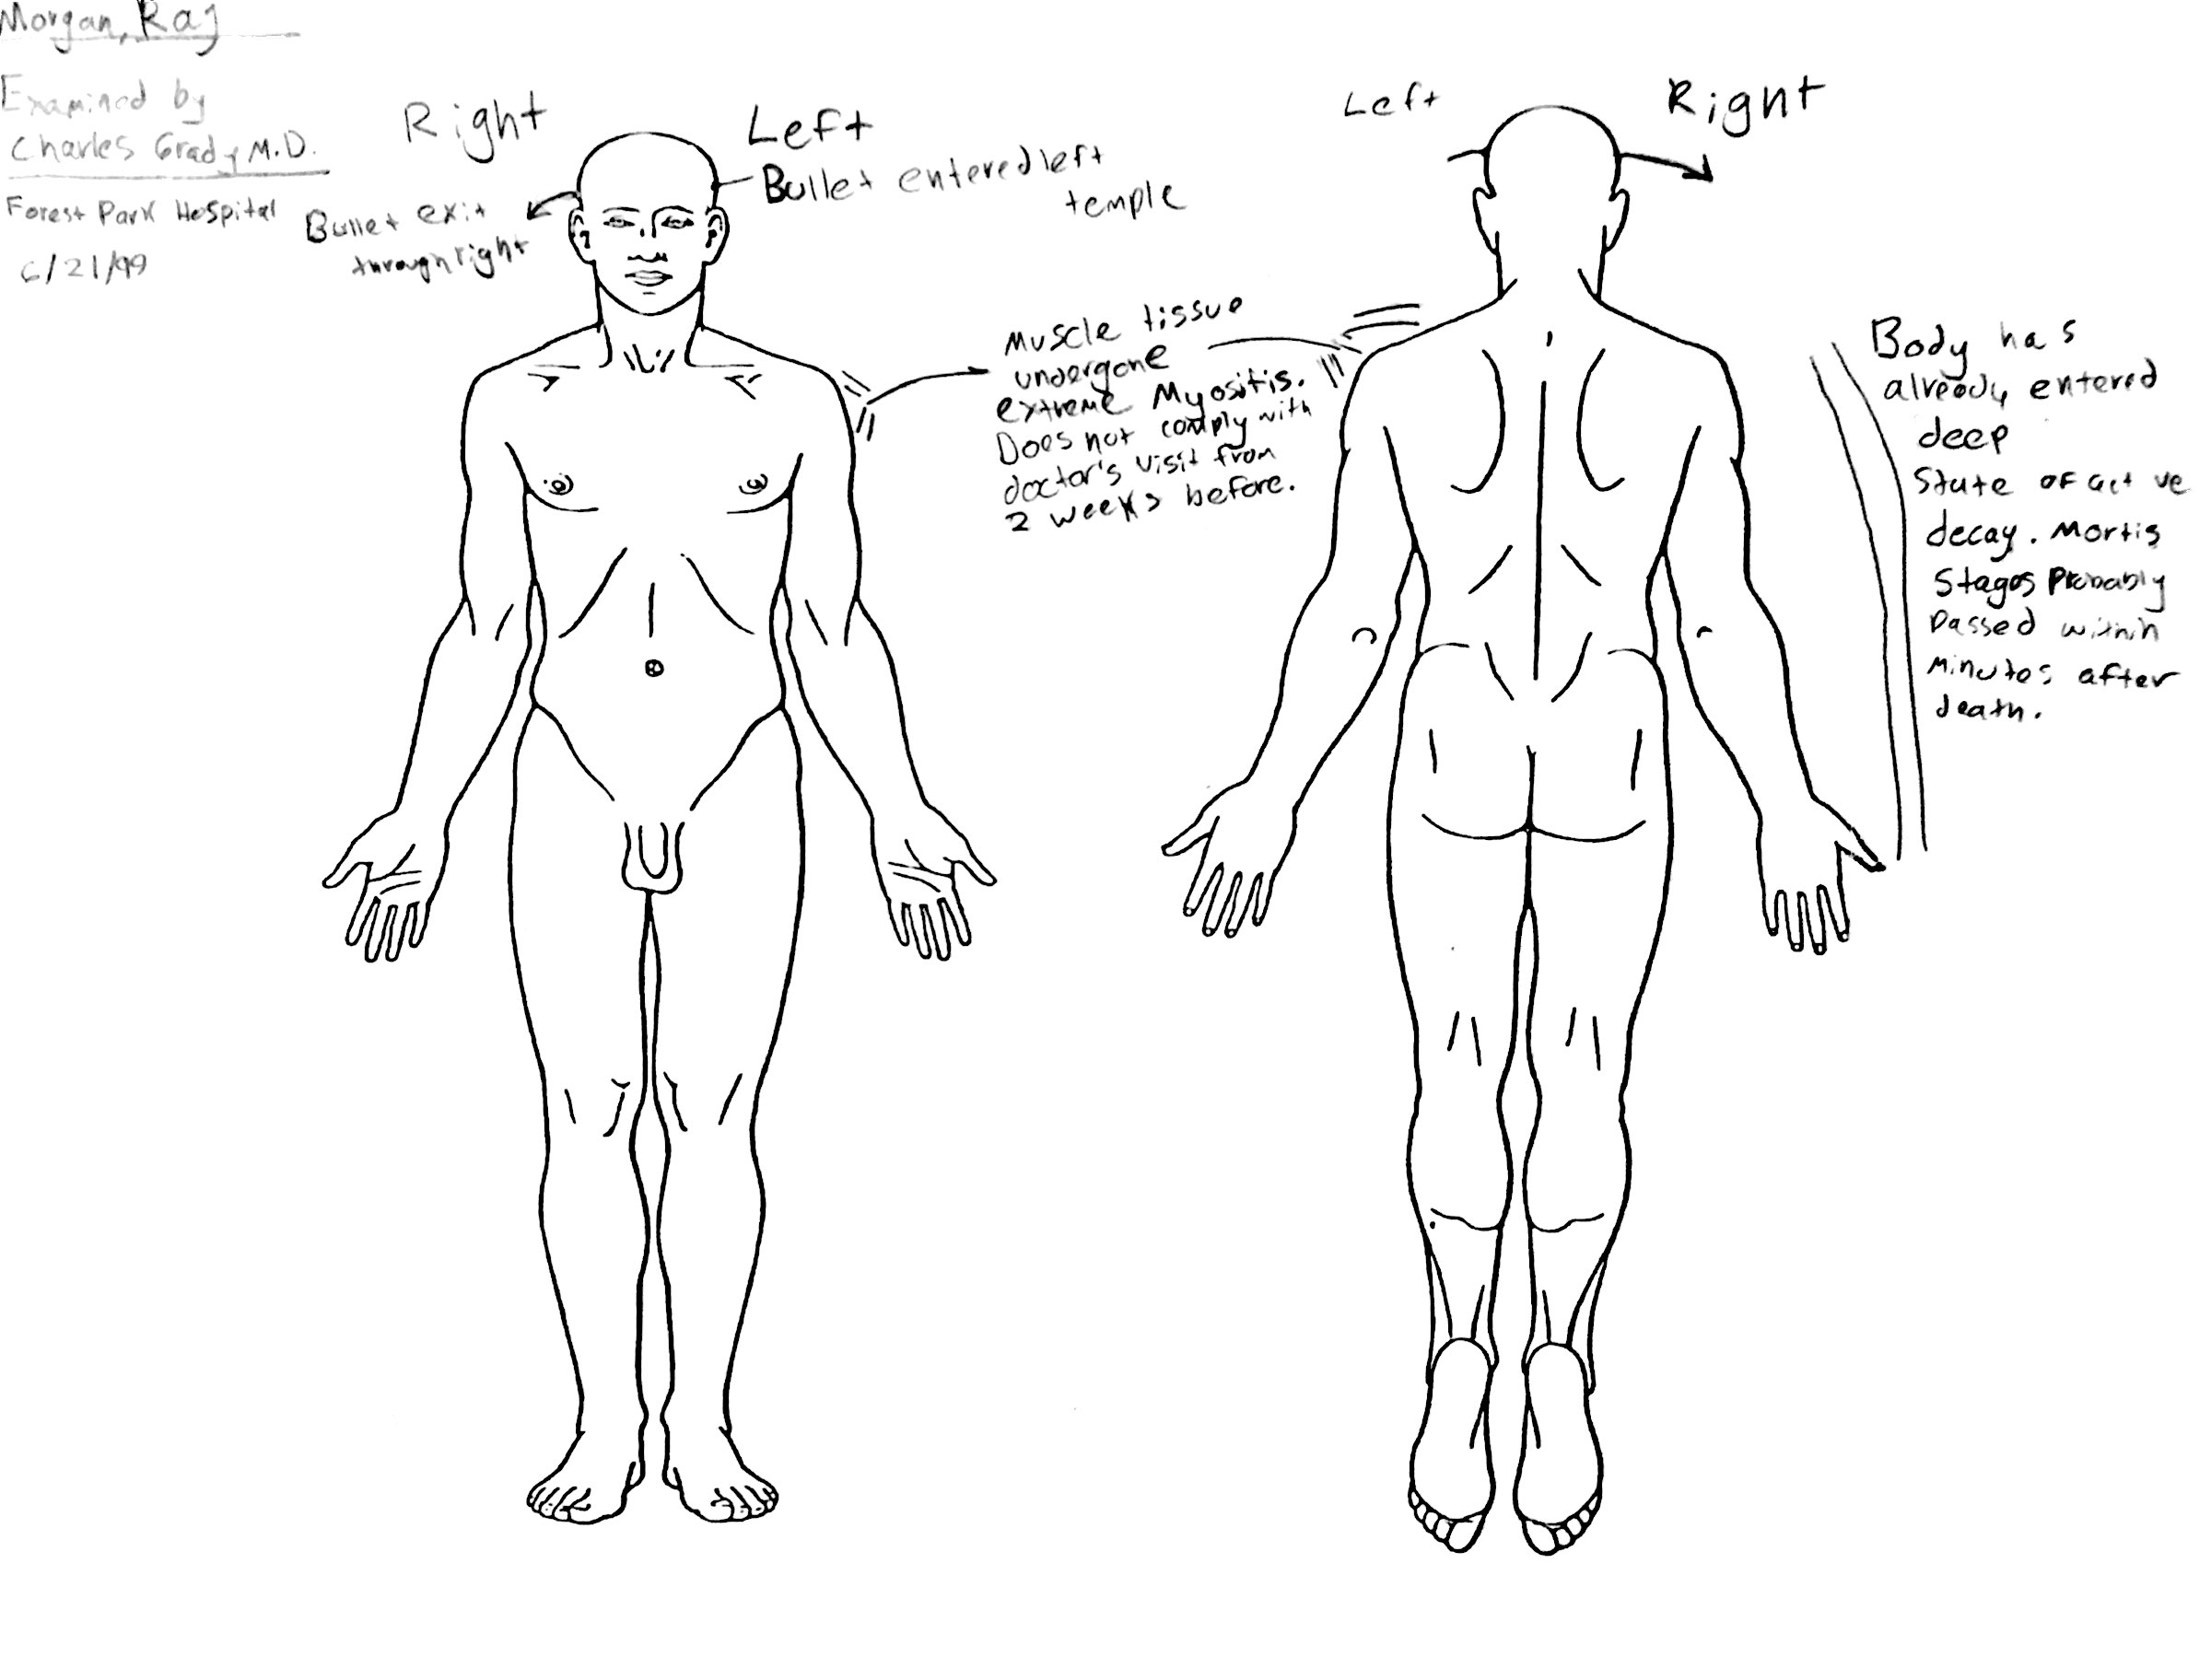 Morgan, Raj
Examined by
Charles Grady M.D.
Forest Park Hospital
6/21/99
Right
Left
Bullet entered left
temple
Bullet exit
through right
Left
Right
Muscle tissue
undergone
extreme Myositis.
Does not comply with
doctor's visit from
2 weeks before.
Body has
already entered
deep
State of active
decay. Mortis
Stages Probably
Passed within
minutes after
death.